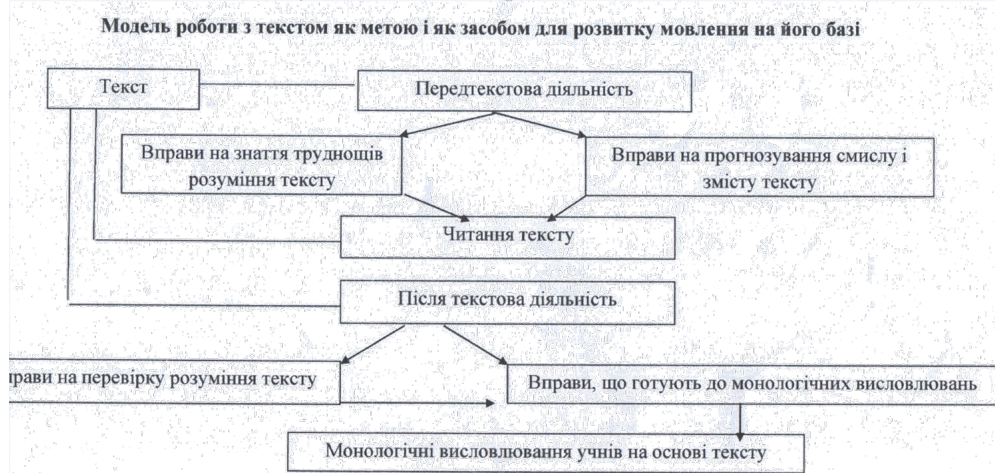 Модель роботи з текстом як метою і як засобом для розвитку мовлення на його базі
Текст
Передтекстова діяльність
Вправи на знаття труднощів
розуміння тексту
Вправи на прогнозування смислу і
змісту тексту
Читання тексту
Після текстова діяльність
прави на перевірку розуміння тексту
Вправи, що готують до монологічних висловлювань
Монологічні висловлювання учнів на основі тексту